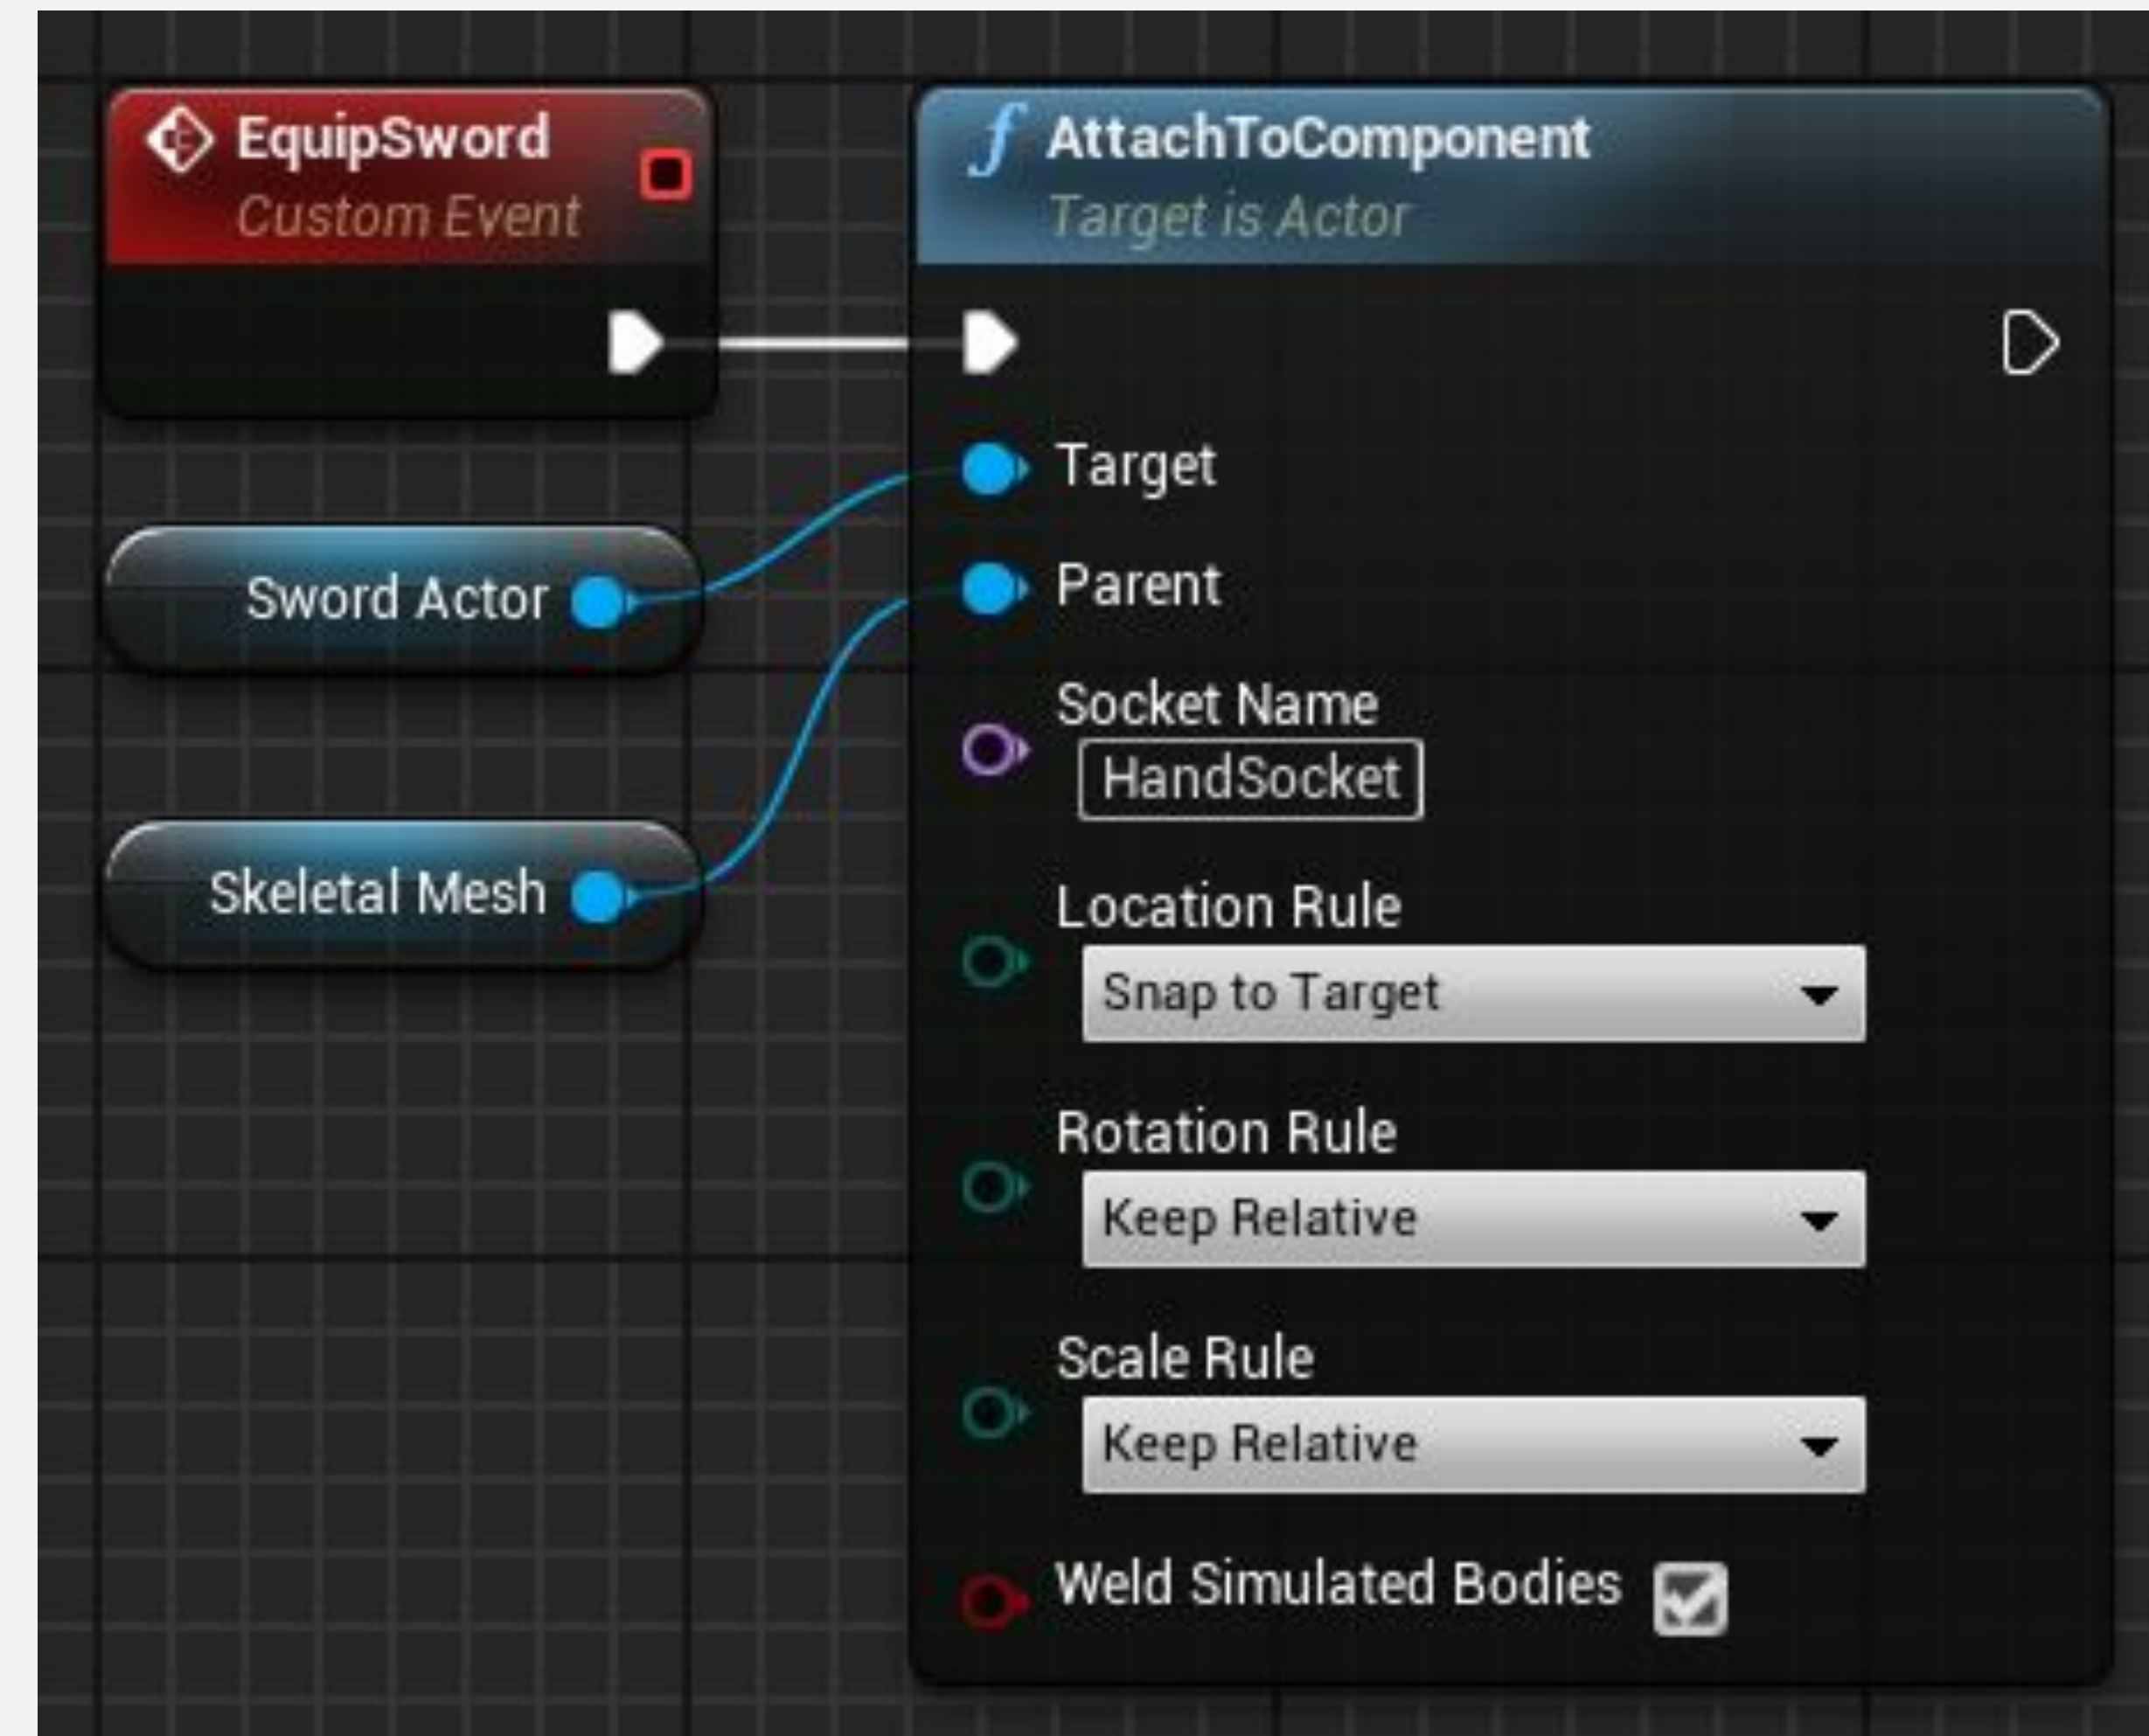 EquipSword
Custom Event
AttachToComponent
Target is Actor
Target
Sword Actor
Parent
Socket Name
HandSocket
Skeletal Mesh
Location Rule
Snap to Target
Rotation Rule
Keep Relative
Scale Rule
Keep Relative
Weld Simulated Bodies